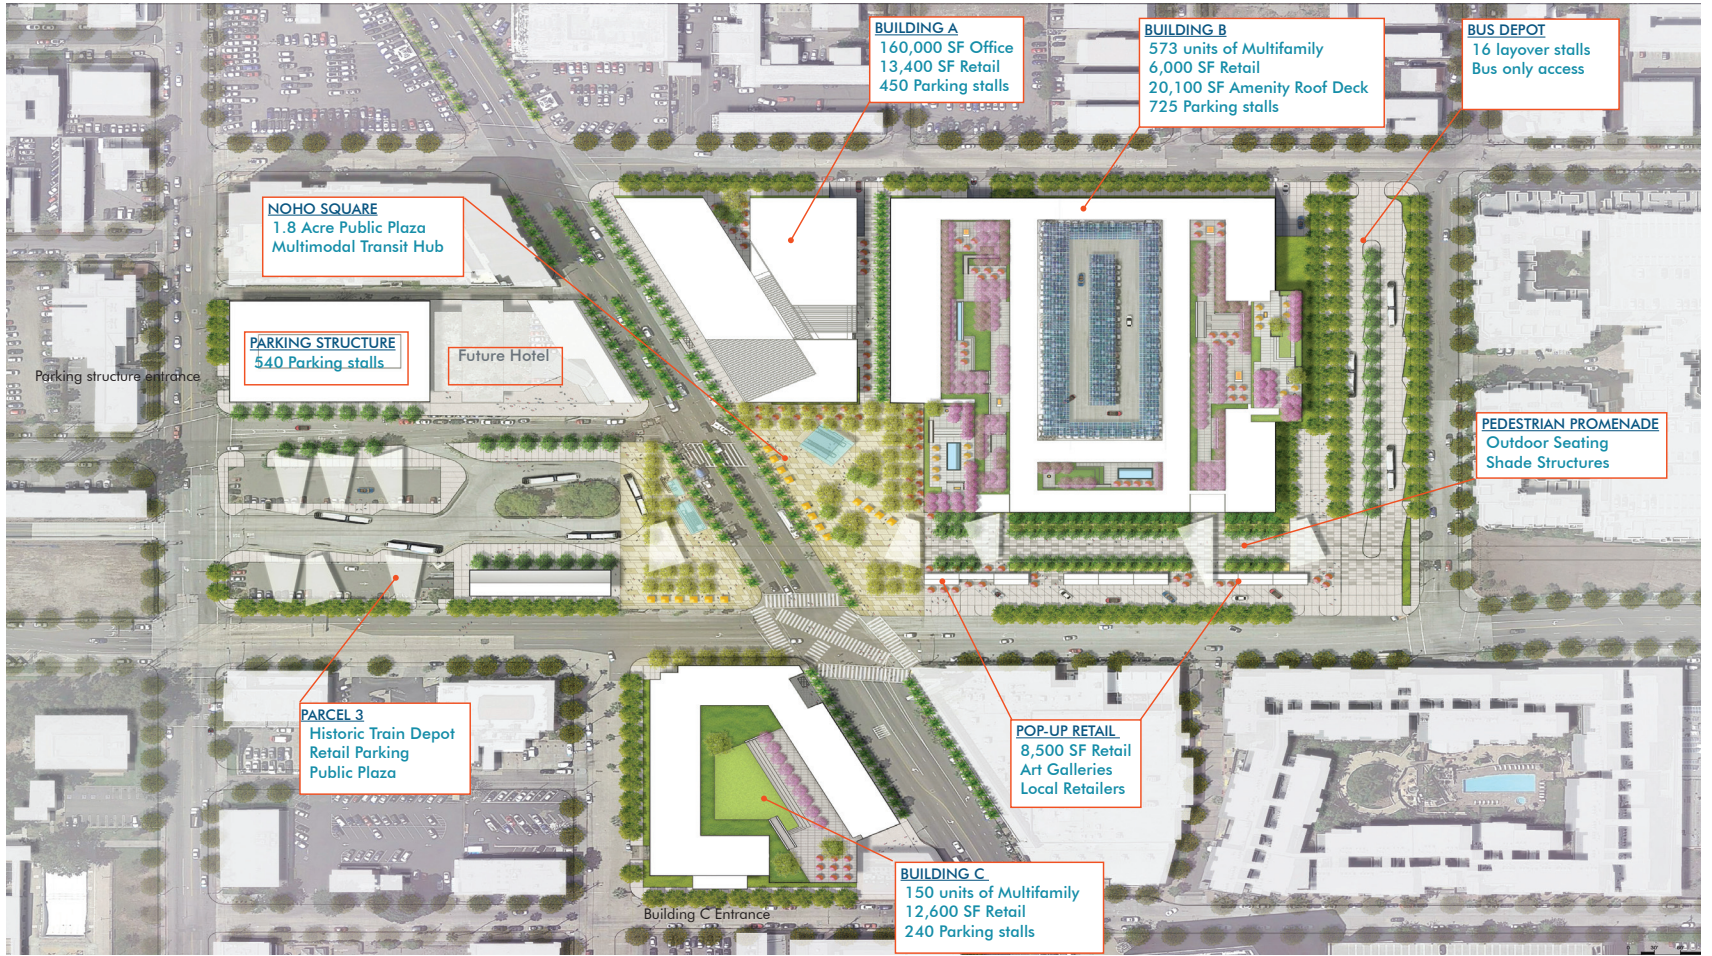 BUILDING A
160,000 SF Office
13,400 SF Retail
450 Parking stalls
BUILDING B
573 units of Multifamily
6,000 SF Retail
20,100 SF Amenity Roof Deck
725 Parking stalls
BUS DEPOT
16 layover stalls
Bus only access
NOHO SQUARE
1.8 Acre Public Plaza
Multimodal Transit Hub
PARKING STRUCTURE
540 Parking stalls
Future Hotel
Parking structure entrance
PEDESTRIAN PROMENADE
Outdoor Seating
Shade Structures
PARCEL 3
Historic Train Depot
Retail Parking
Public Plaza
POP-UP RETAIL
8,500 SF Retail
Art Galleries
Local Retailers
BUILDING C
150 units of Multifamily
12,600 SF Retail
240 Parking stalls
Building C Entrance